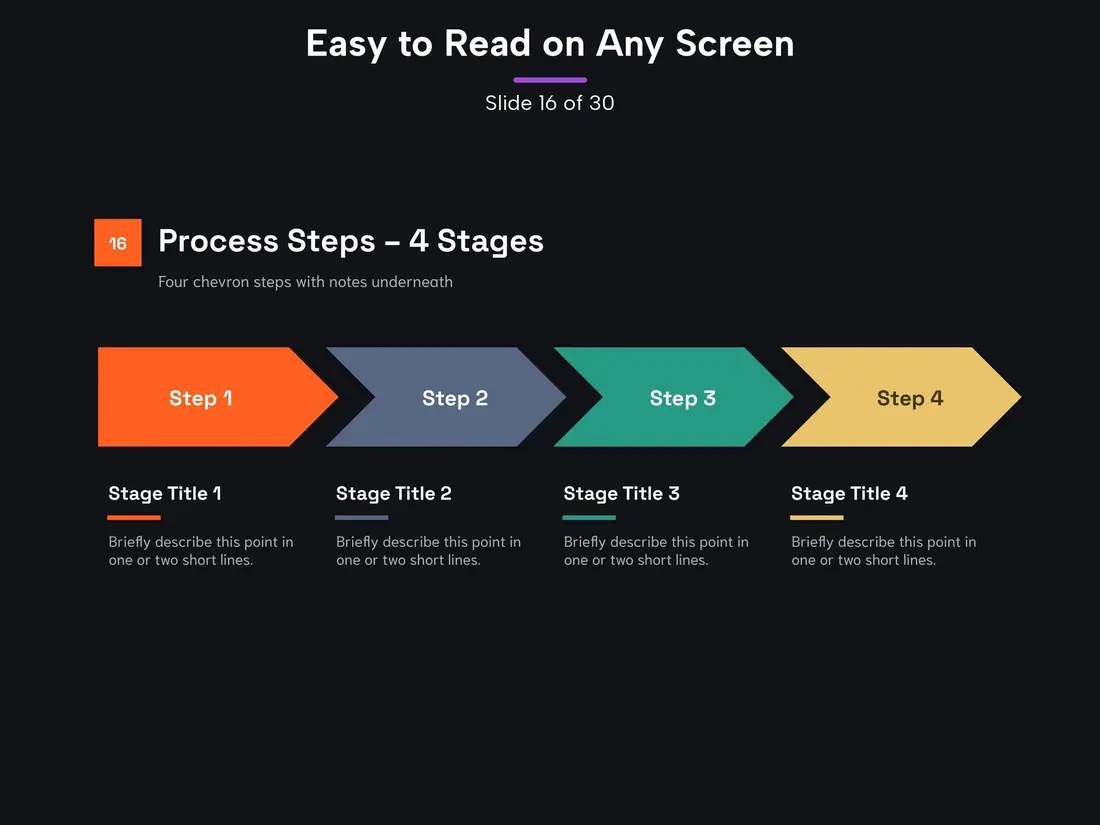 Easy to Read on Any Screen
Slide 16 of 30
16
Process Steps – 4 Stages
Four chevron steps with notes underneath
Step 1
Step 2
Step 3
Step 4
Stage Title 1
Briefly describe this point in
one or two short lines.
Stage Title 2
Briefly describe this point in
one or two short lines.
Stage Title 3
Briefly describe this point in
one or two short lines.
Stage Title 4
Briefly describe this point in
one or two short lines.